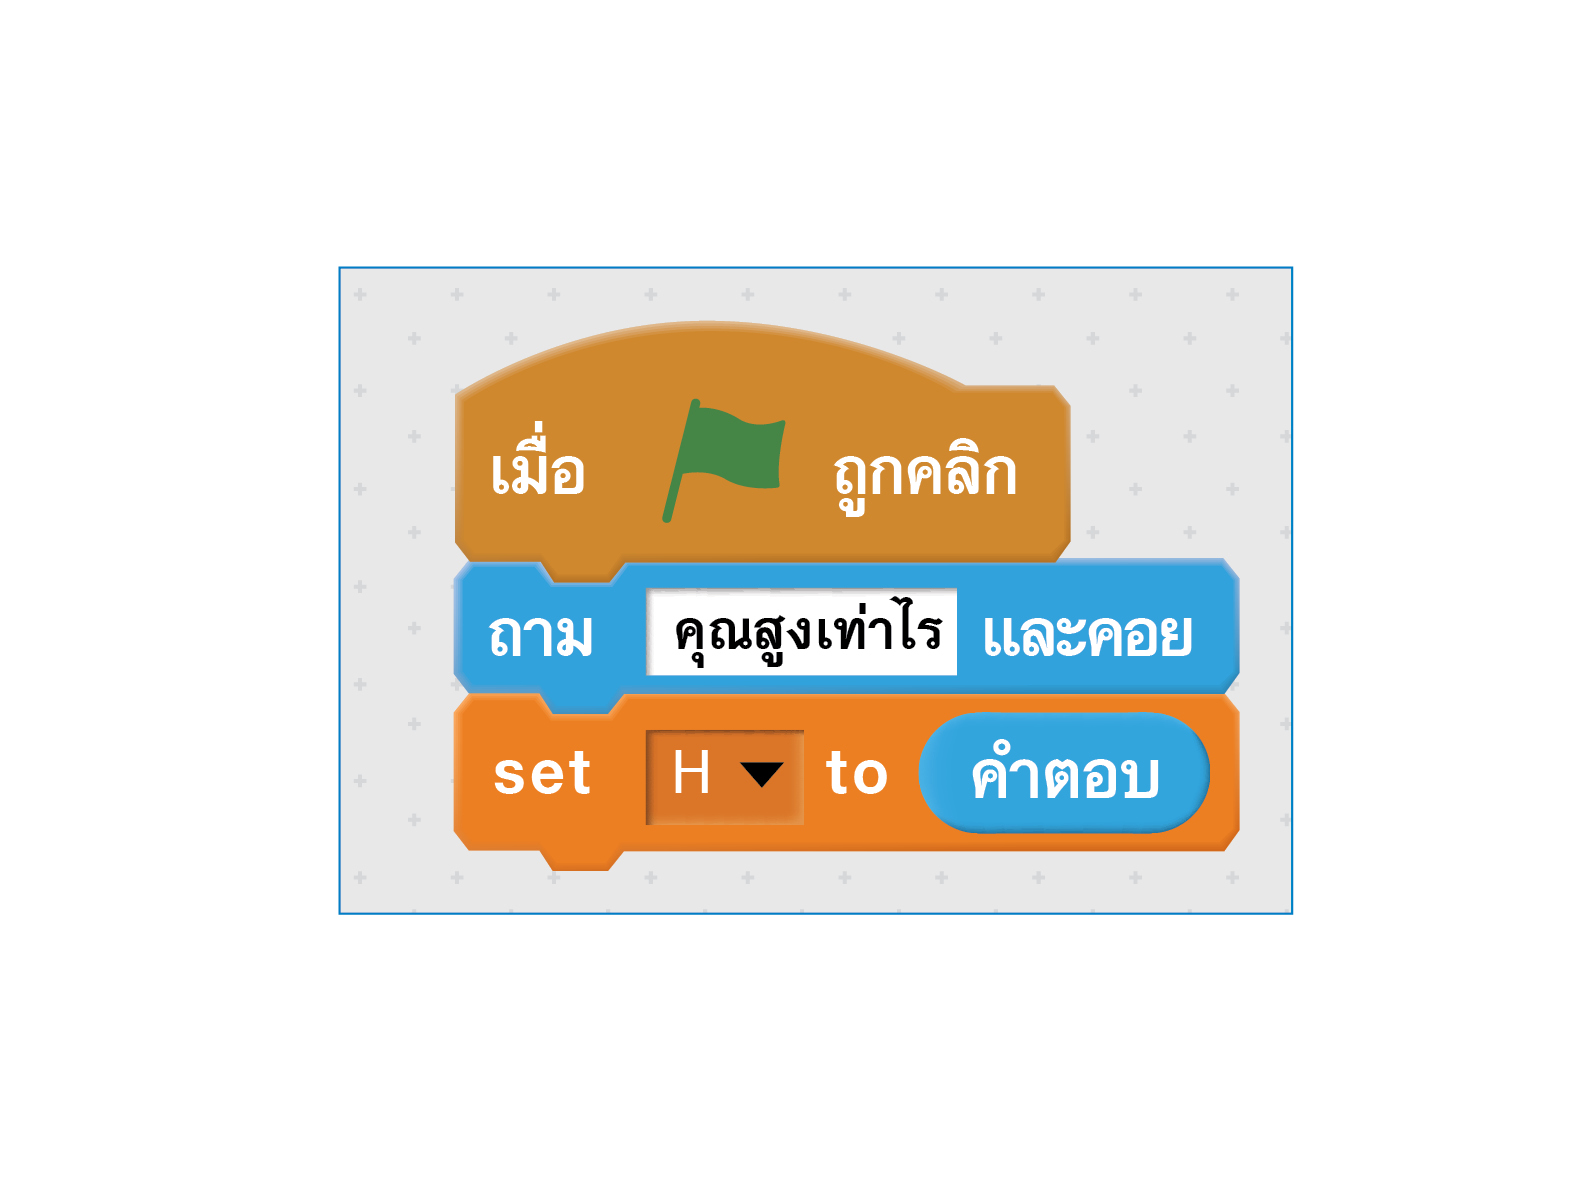 เมื่อ ถูกคลิก
ถาม คุณสูงเท่าไร และคอย
set H to คำตอบ